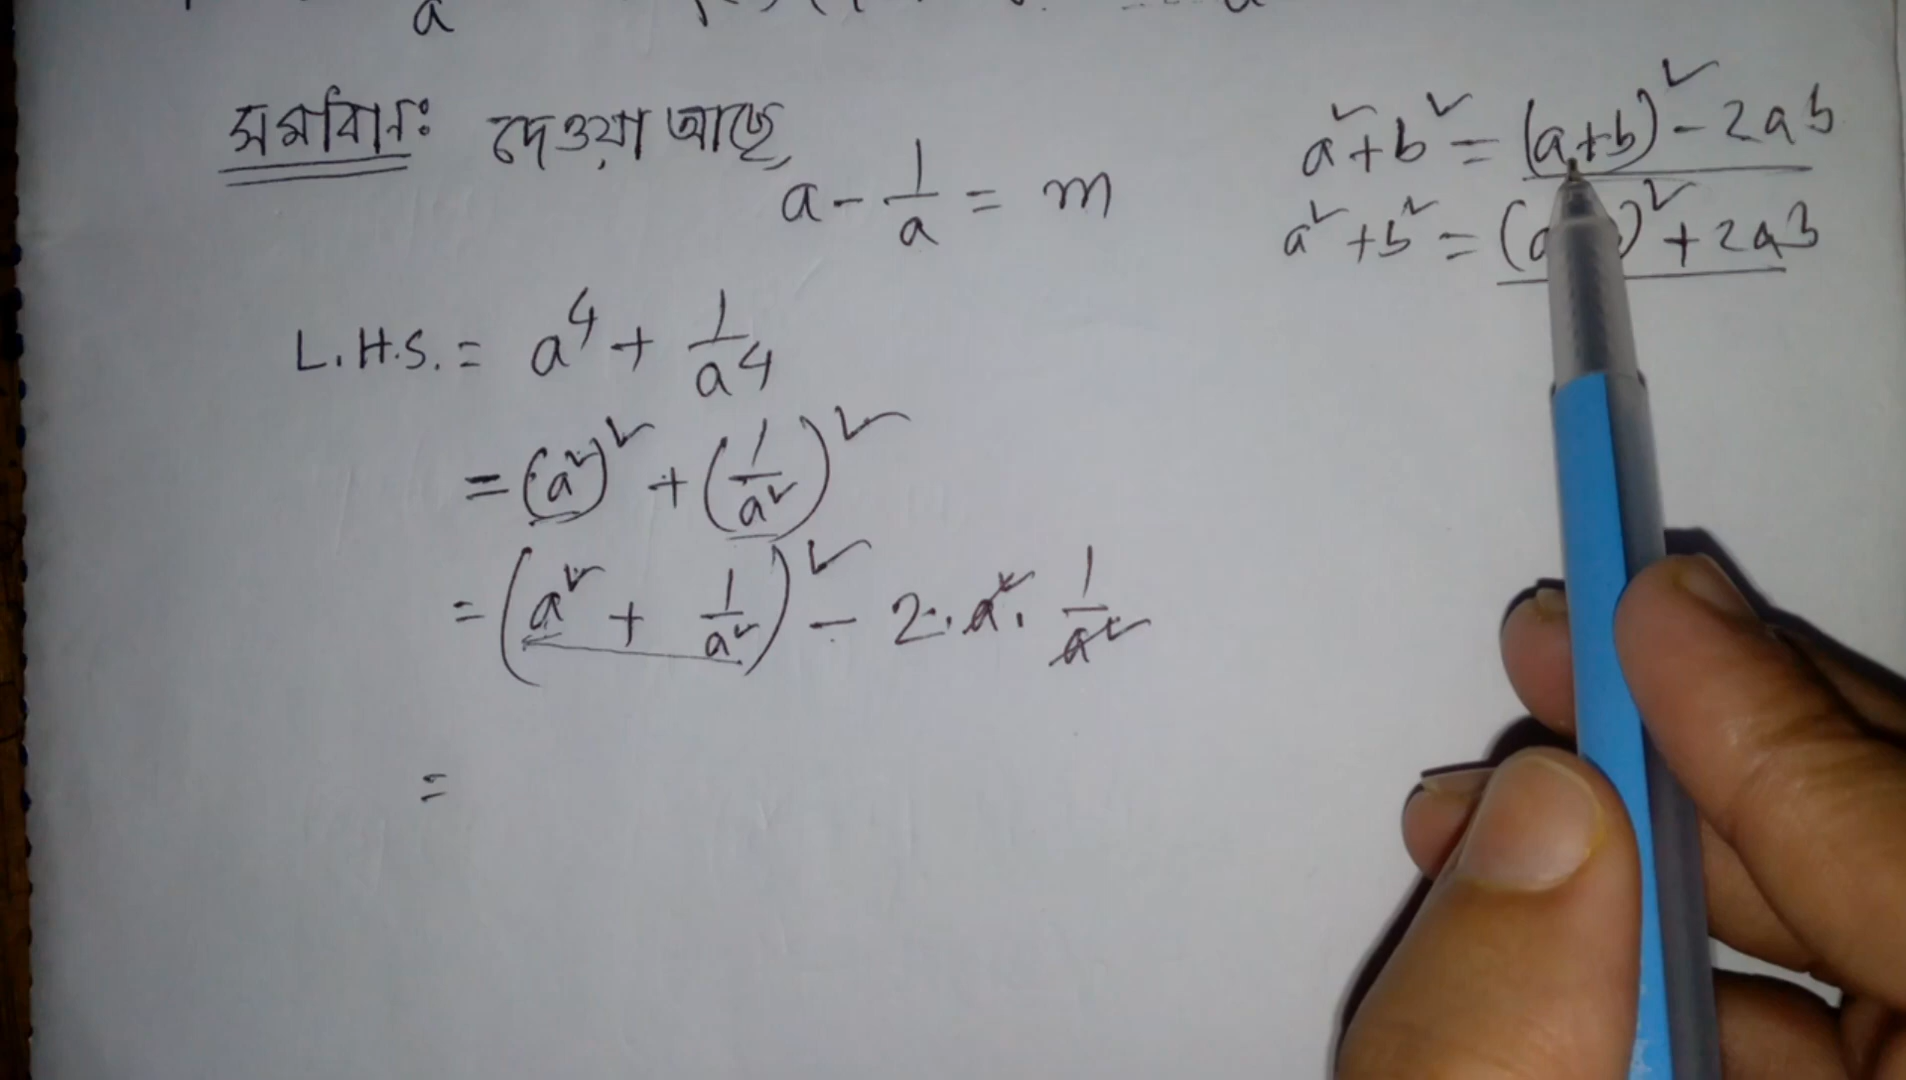 সমাধানঃ দেওয়া আছে,
a - 1/a = m
a² + b² = (a+b)² - 2ab
a² + b² = ( )² + 2ab
L.H.S. = a⁴ + 1/a⁴
= (a²)² + (1/a²)²
= (a² + 1/a²)² - 2. a². 1/a²
=